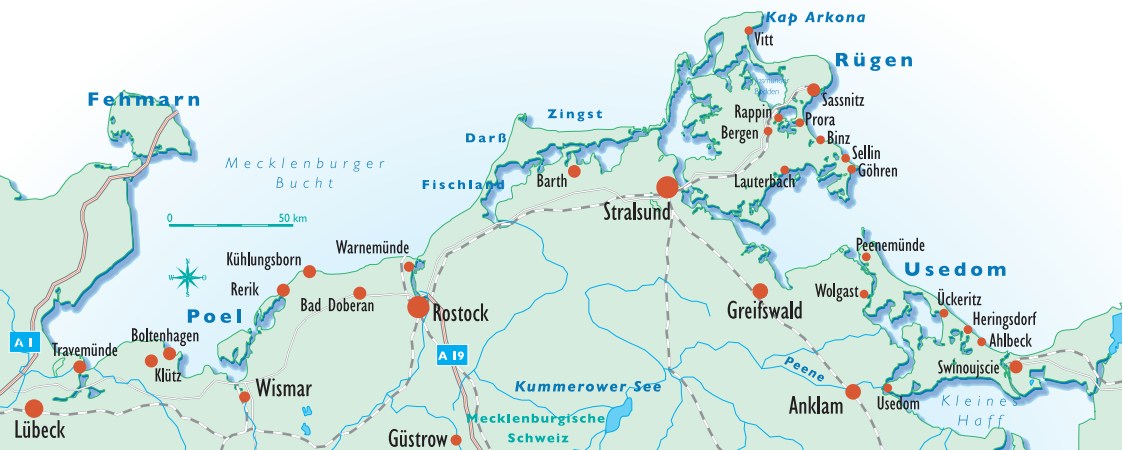 Kap Arkona
Vitt
Rügen
Jasmunder
Bodden
Sassnitz
Fehmarn
Zingst
Rappin
Prora
Bergen
Darß
Binz
Mecklenburger
Bucht
Sellin
Göhren
Fischland
Barth
Lauterbach
Stralsund
0
50 km
Warnemünde
Peenemünde
Kühlungsborn
Usedom
N
W
O
S
Rerik
Bad Doberan
Wolgast
Greifswald
Ückeritz
Poel
Rostock
Heringsdorf
Boltenhagen
Ahlbeck
A 1
Travemünde
A 19
Klütz
Peene
Swinoujscie
Wismar
Kummerower See
Anklam
Usedom
Kleines
Haff
Lübeck
Mecklenburgische
Schweiz
Güstrow